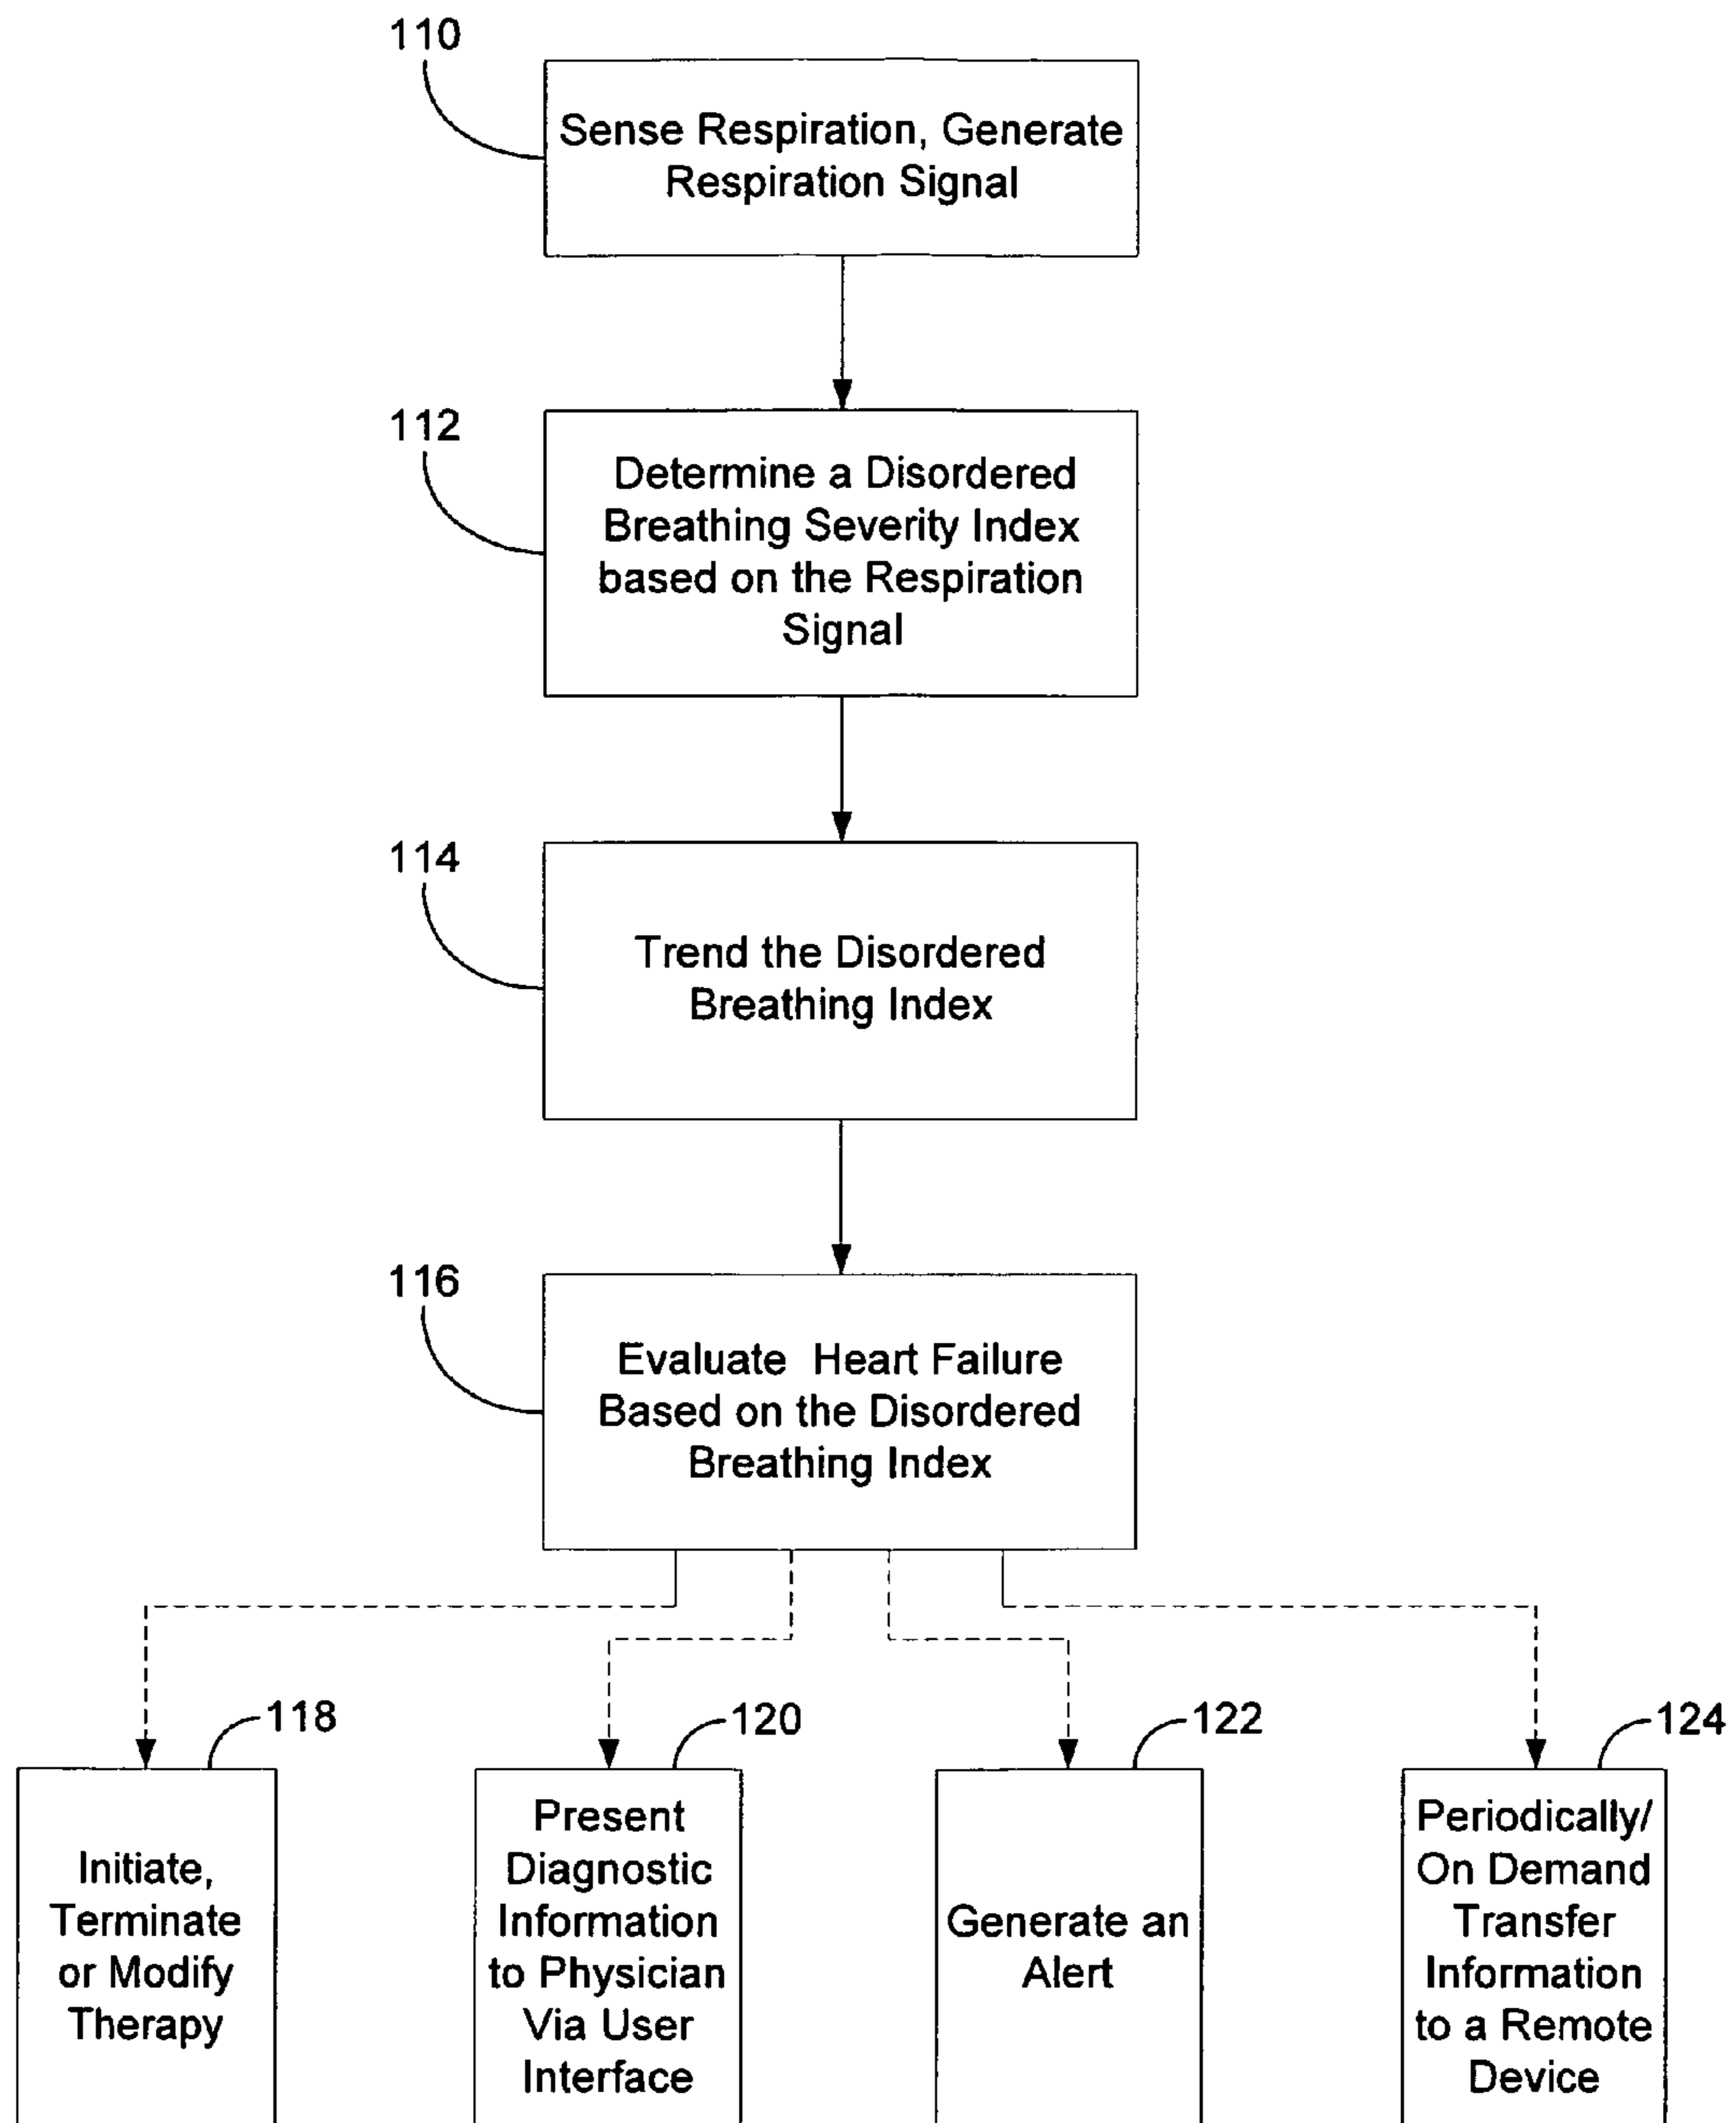 110
Sense Respiration, Generate
Respiration Signal
112
Determine a Disordered
Breathing Severity Index
based on the Respiration
Signal
114
Trend the Disordered
Breathing Index
116
Evaluate Heart Failure
Based on the Disordered
Breathing Index
118
Initiate,
Terminate
or Modify
Therapy
120
Present
Diagnostic
Information
to Physician
Via User
Interface
122
Generate an
Alert
124
Periodically/
On Demand
Transfer
Information
to a Remote
Device